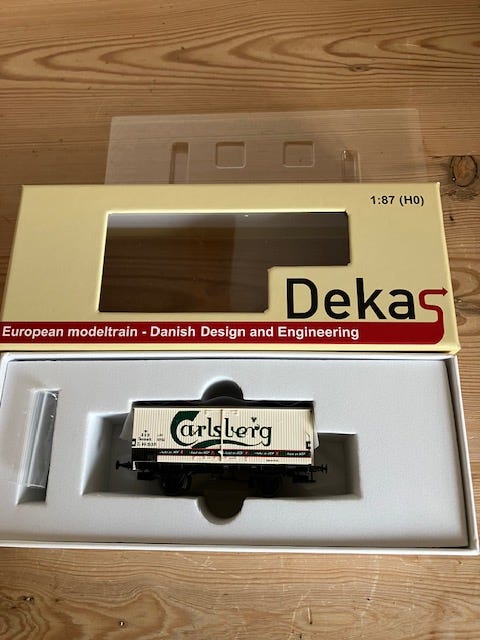 1:87 (H0)
Dekas
European modeltrain - Danish Design and Engineering
Carlsberg